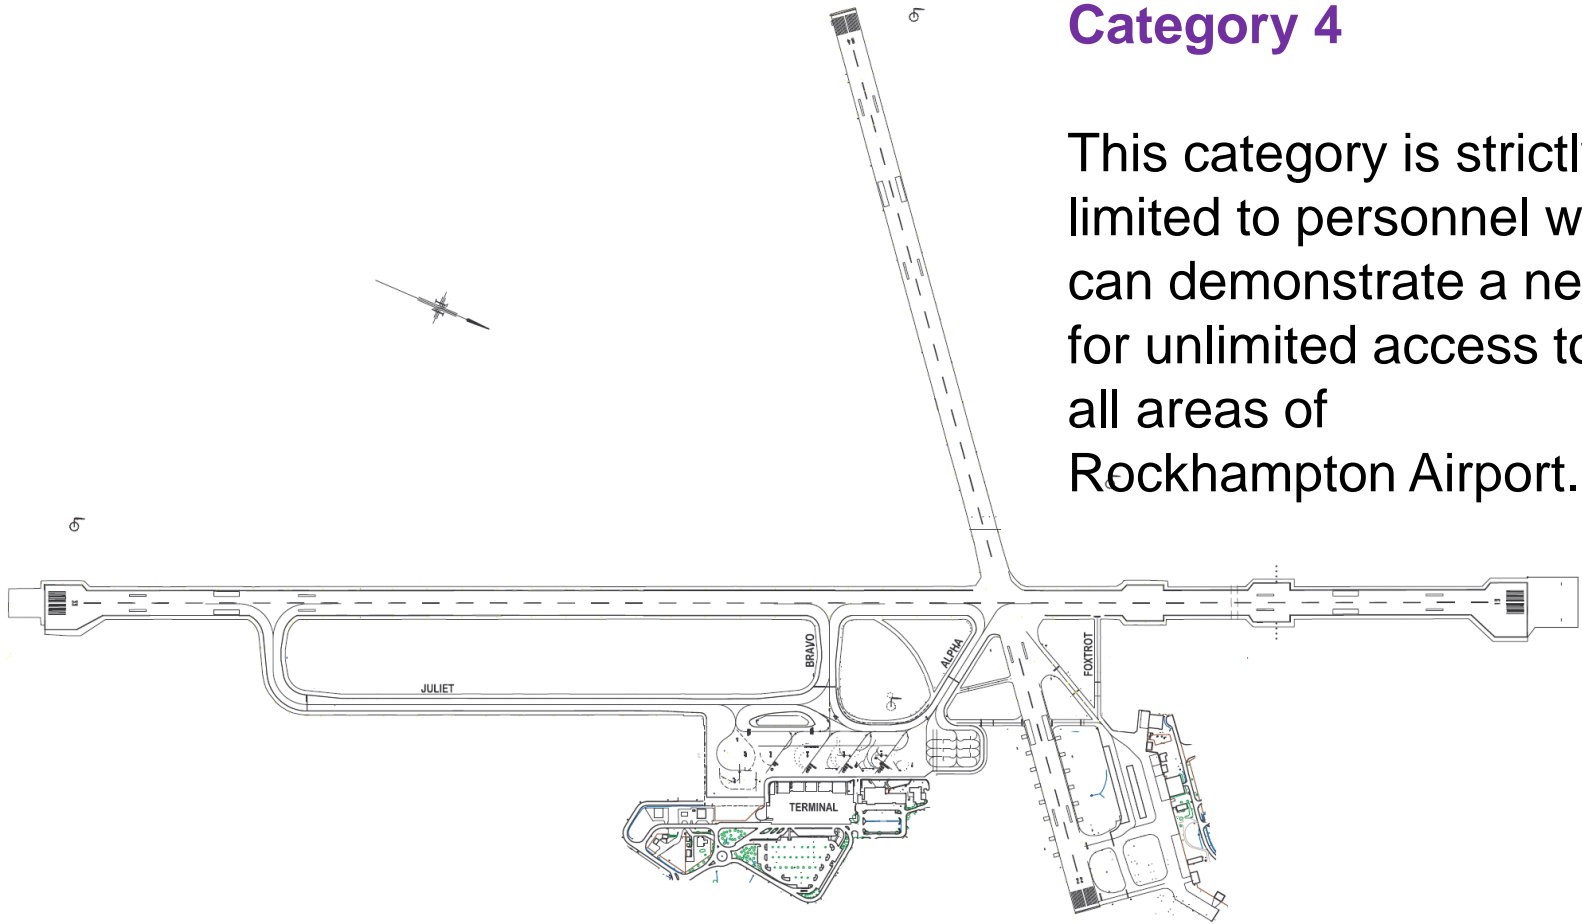 Category 4
This category is strictly
limited to personnel w
can demonstrate a ne
for unlimited access to
all areas of
Rockhampton Airport.
BRAVO
ALPHA
FOXTROT
JULIET
TERMINAL